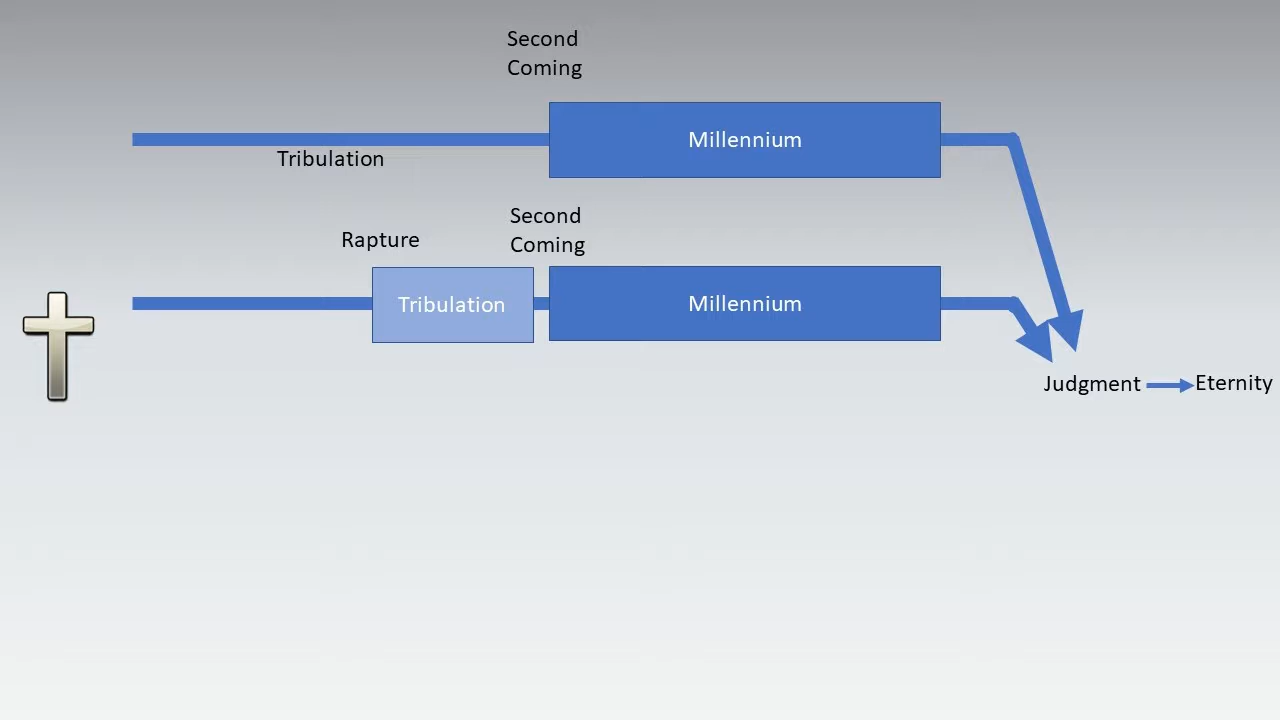 Second
Coming
Millennium
Tribulation
Second
Coming
Rapture
Tribulation
Millennium
Judgment
Eternity